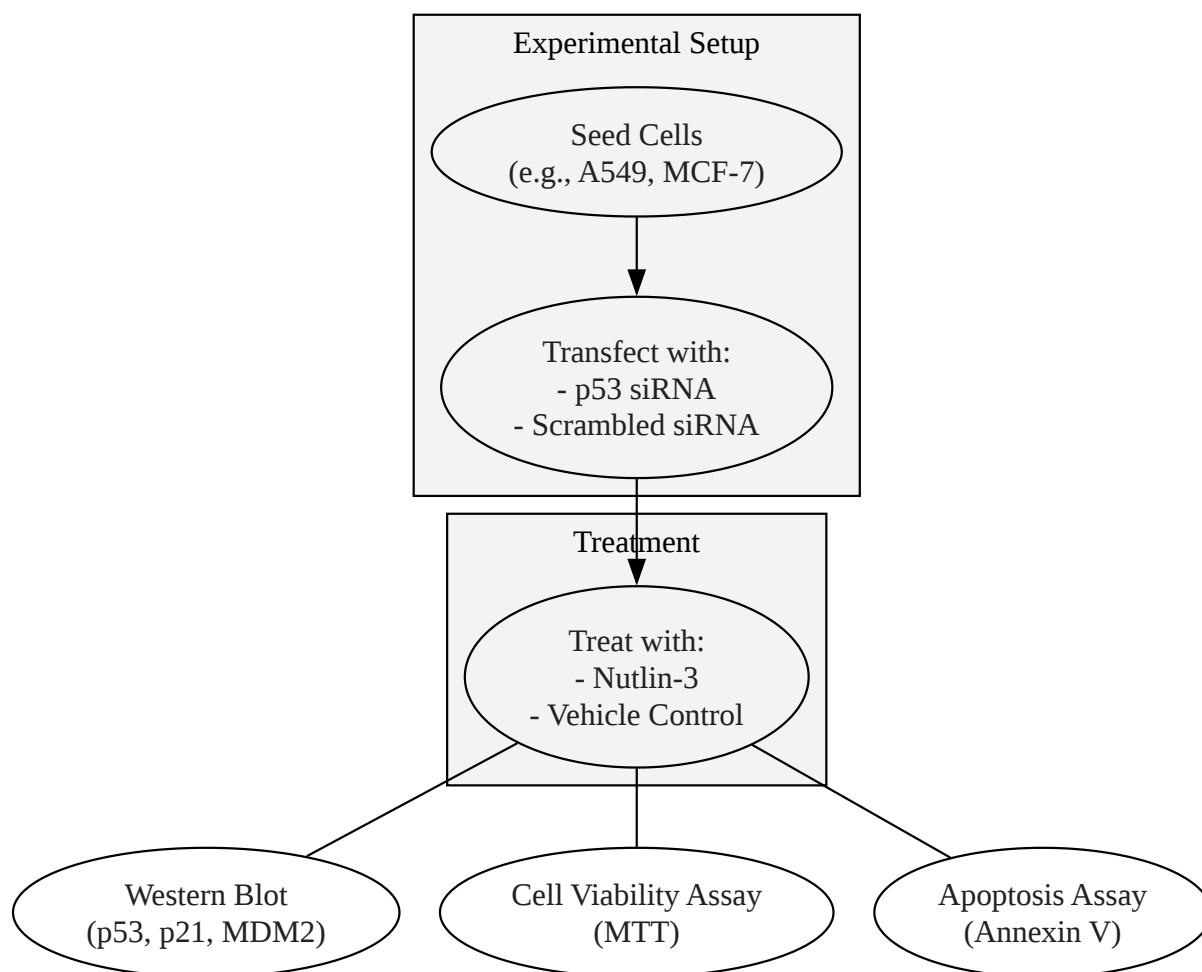 Experimental Setup
Seed Cells
(e.g., A549, MCF-7)
Transfect with:
- p53 siRNA
- Scrambled siRNA
Treatment
Treat with:
- Nutlin-3
- Vehicle Control
Western Blot
(p53, p21, MDM2)
Cell Viability Assay
(MTT)
Apoptosis Assay
(Annexin V)